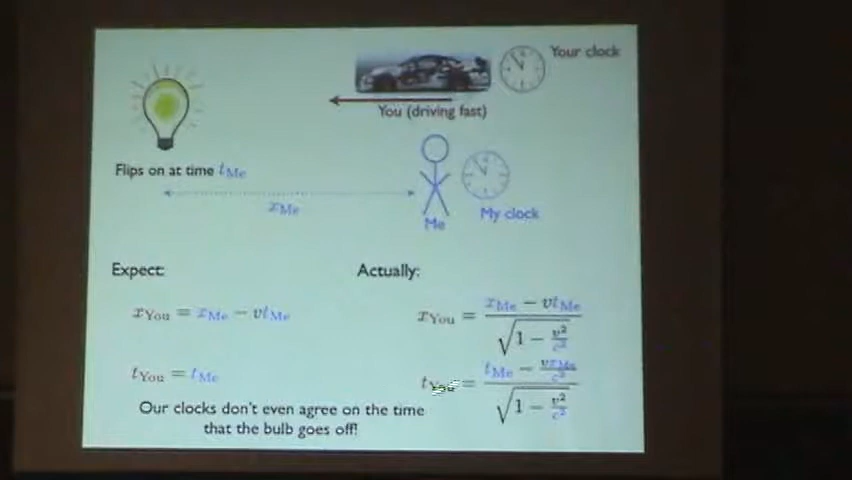 Your clock
You (driving fast)
Flips on at time t_Me
x_Me
My clock
Me
Expect:
Actually:
x_You = x_Me − vt_Me
x_You = (x_Me − vt_Me) / √(1 − v²/c²)
t_You = t_Me
t_You = (t_Me − vx_Me/c²) / √(1 − v²/c²)
Our clocks don't even agree on the time
that the bulb goes off!